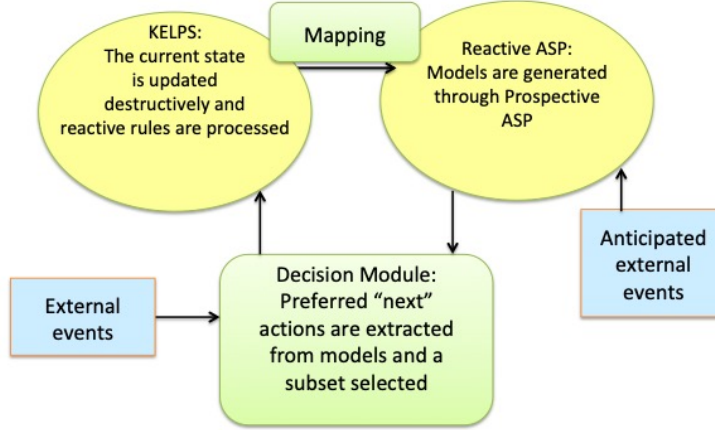 KELPS:
The current state
is updated
destructively and
reactive rules are processed
Mapping
Reactive ASP:
Models are generated
through Prospective
ASP
External
events
Decision Module:
Preferred “next”
actions are extracted
from models and a
subset selected
Anticipated
external
events